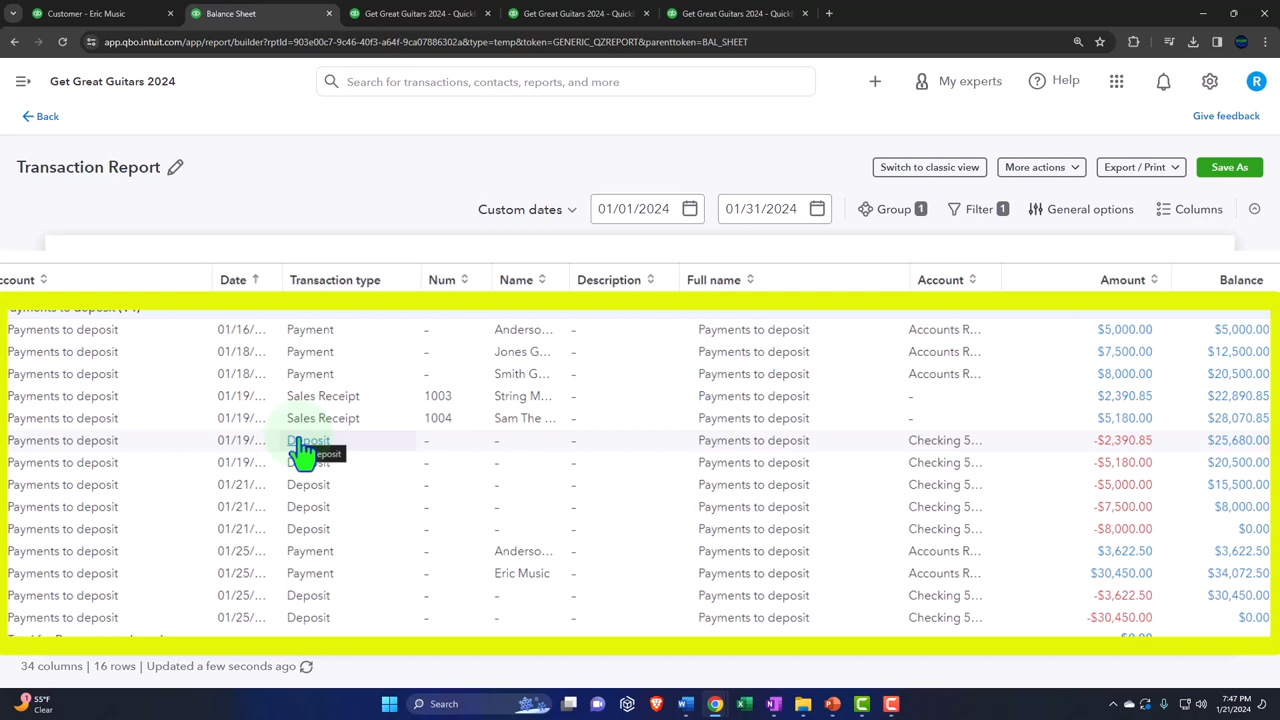 Customer - Eric Music
Balance Sheet
Get Great Guitars 2024 - QuickB
Get Great Guitars 2024 - QuickB
Get Great Guitars 2024 - QuickB
app.qbo.intuit.com/app/report/builder?rptId=903e00c7-9c46-40f3-a64f-9ca07886302a&type=temp&token=GENERIC_QZREPORT&parenttoken=BAL_SHEET
Get Great Guitars 2024
Search for transactions, contacts, reports, and more
My experts
Help
R
Back
Give feedback
Transaction Report
Switch to classic view
More actions
Export / Print
Save As
Custom dates
01/01/2024
01/31/2024
Group 1
Filter 1
General options
Columns
ccount Date Transaction type Num Name Description Full name Account Amount Balance
Payments to deposit 01/16/... Payment – Anderso... – Payments to deposit Accounts R... $5,000.00 $5,000.00
Payments to deposit 01/18/... Payment – Jones G... – Payments to deposit Accounts R... $7,500.00 $12,500.00
Payments to deposit 01/18/... Payment – Smith G... – Payments to deposit Accounts R... $8,000.00 $20,500.00
Payments to deposit 01/19/... Sales Receipt 1003 String M... – Payments to deposit – $2,390.85 $22,890.85
Payments to deposit 01/19/... Sales Receipt 1004 Sam The ... – Payments to deposit – $5,180.00 $28,070.85
Payments to deposit 01/19/... Deposit – – – Payments to deposit Checking 5... -$2,390.85 $25,680.00
eposit
Payments to deposit 01/19/... Deposit – – – Payments to deposit Checking 5... -$5,180.00 $20,500.00
Payments to deposit 01/21/... Deposit – – – Payments to deposit Checking 5... -$5,000.00 $15,500.00
Payments to deposit 01/21/... Deposit – – – Payments to deposit Checking 5... -$7,500.00 $8,000.00
Payments to deposit 01/21/... Deposit – – – Payments to deposit Checking 5... -$8,000.00 $0.00
Payments to deposit 01/25/... Payment – Anderso... – Payments to deposit Accounts R... $3,622.50 $3,622.50
Payments to deposit 01/25/... Payment – Eric Music – Payments to deposit Accounts R... $30,450.00 $34,072.50
Payments to deposit 01/25/... Deposit – – – Payments to deposit Checking 5... -$3,622.50 $30,450.00
Payments to deposit 01/25/... Deposit – – – Payments to deposit Checking 5... -$30,450.00 $0.00
34 columns | 16 rows | Updated a few seconds ago
55°F
Clear
Search
7:47 PM
1/21/2024